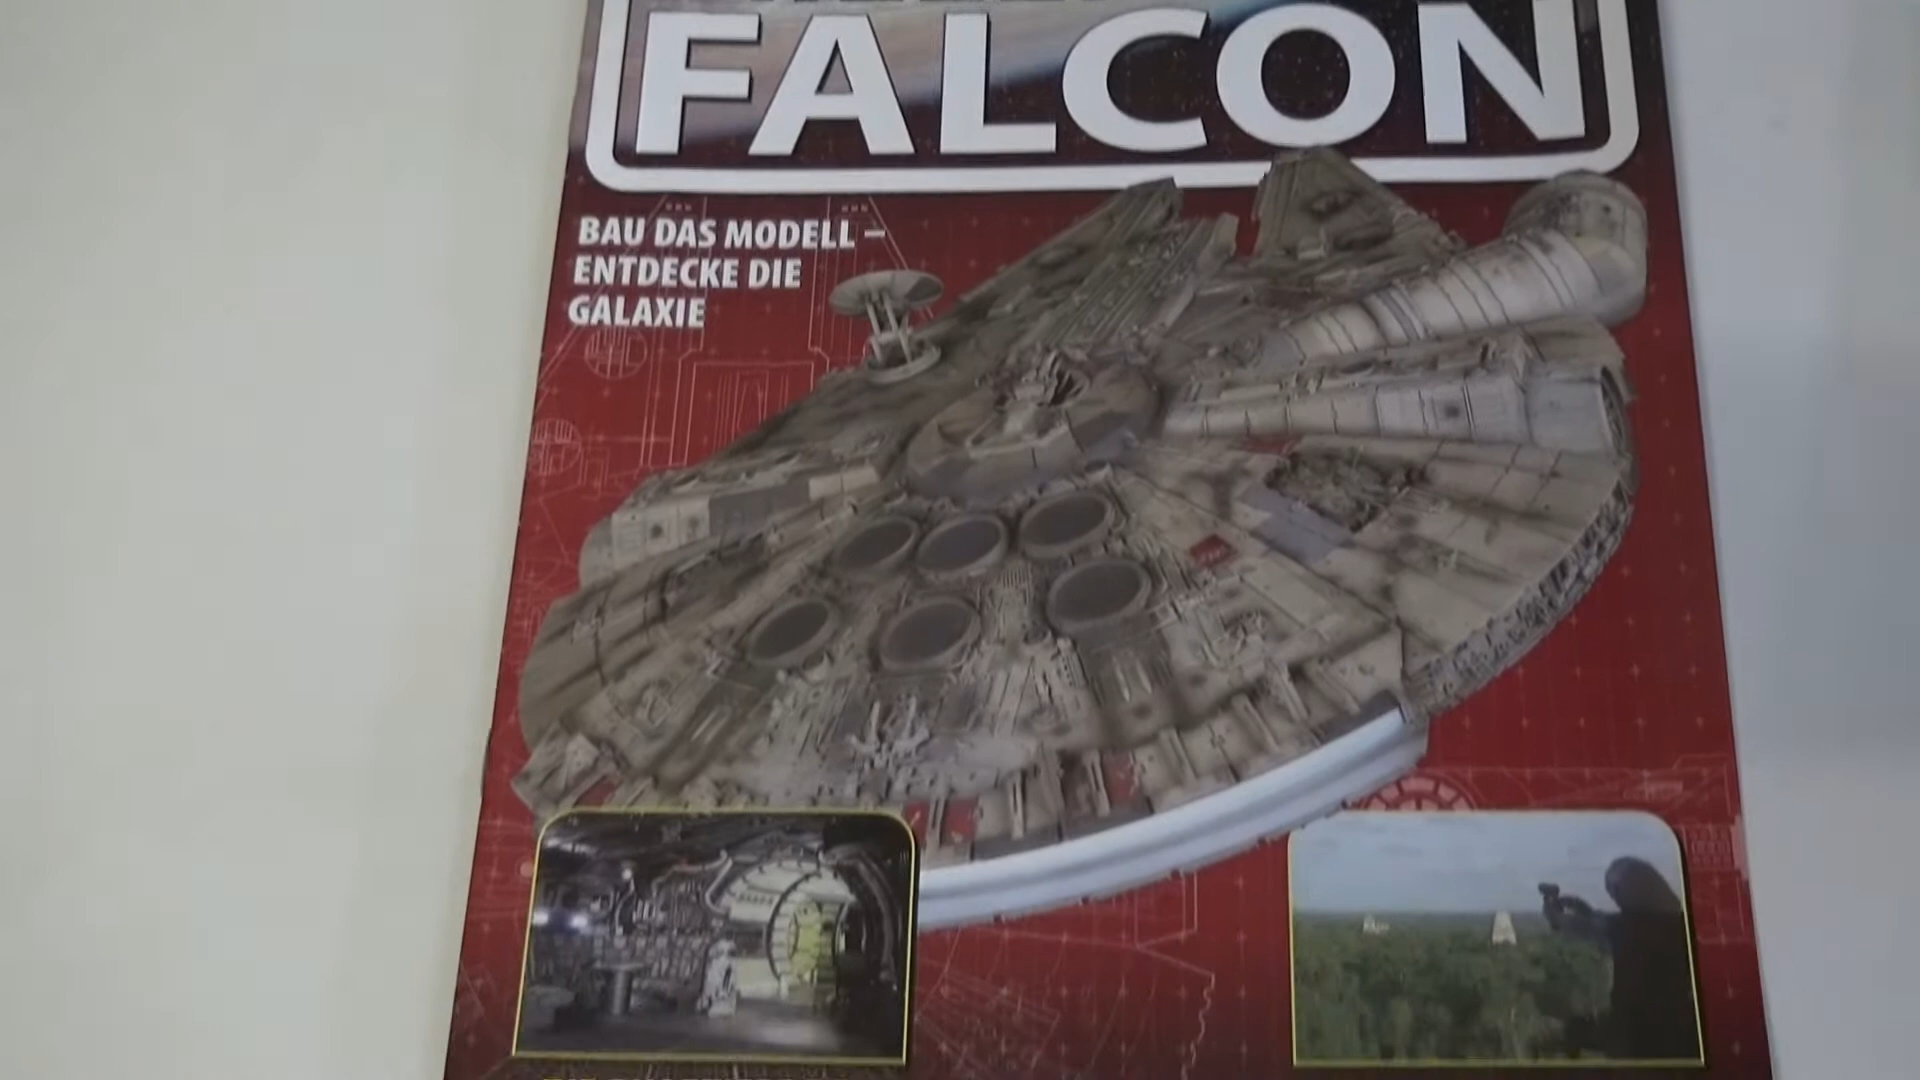 FALCON
BAU DAS MODELL –
ENTDECKE DIE
GALAXIE